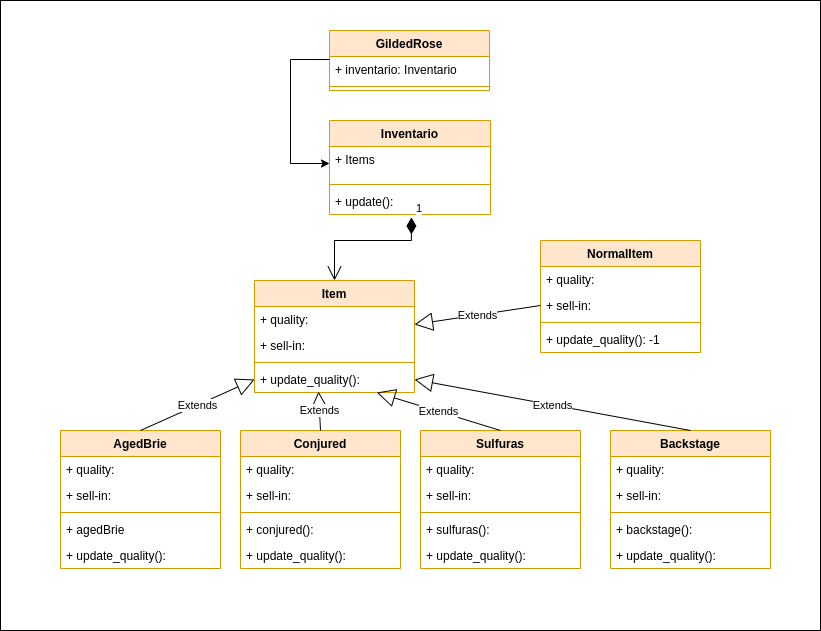 GildedRose
+ inventario: Inventario
Inventario
+ Items
+ update():
1
Item
+ quality:
+ sell-in:
+ update_quality():
NormalItem
+ quality:
+ sell-in:
+ update_quality(): -1
Extends
Extends
Extends
Extends
Extends
AgedBrie
+ quality:
+ sell-in:
+ agedBrie
+ update_quality():
Conjured
+ quality:
+ sell-in:
+ conjured():
+ update_quality():
Sulfuras
+ quality:
+ sell-in:
+ sulfuras():
+ update_quality():
Backstage
+ quality:
+ sell-in:
+ backstage():
+ update_quality():